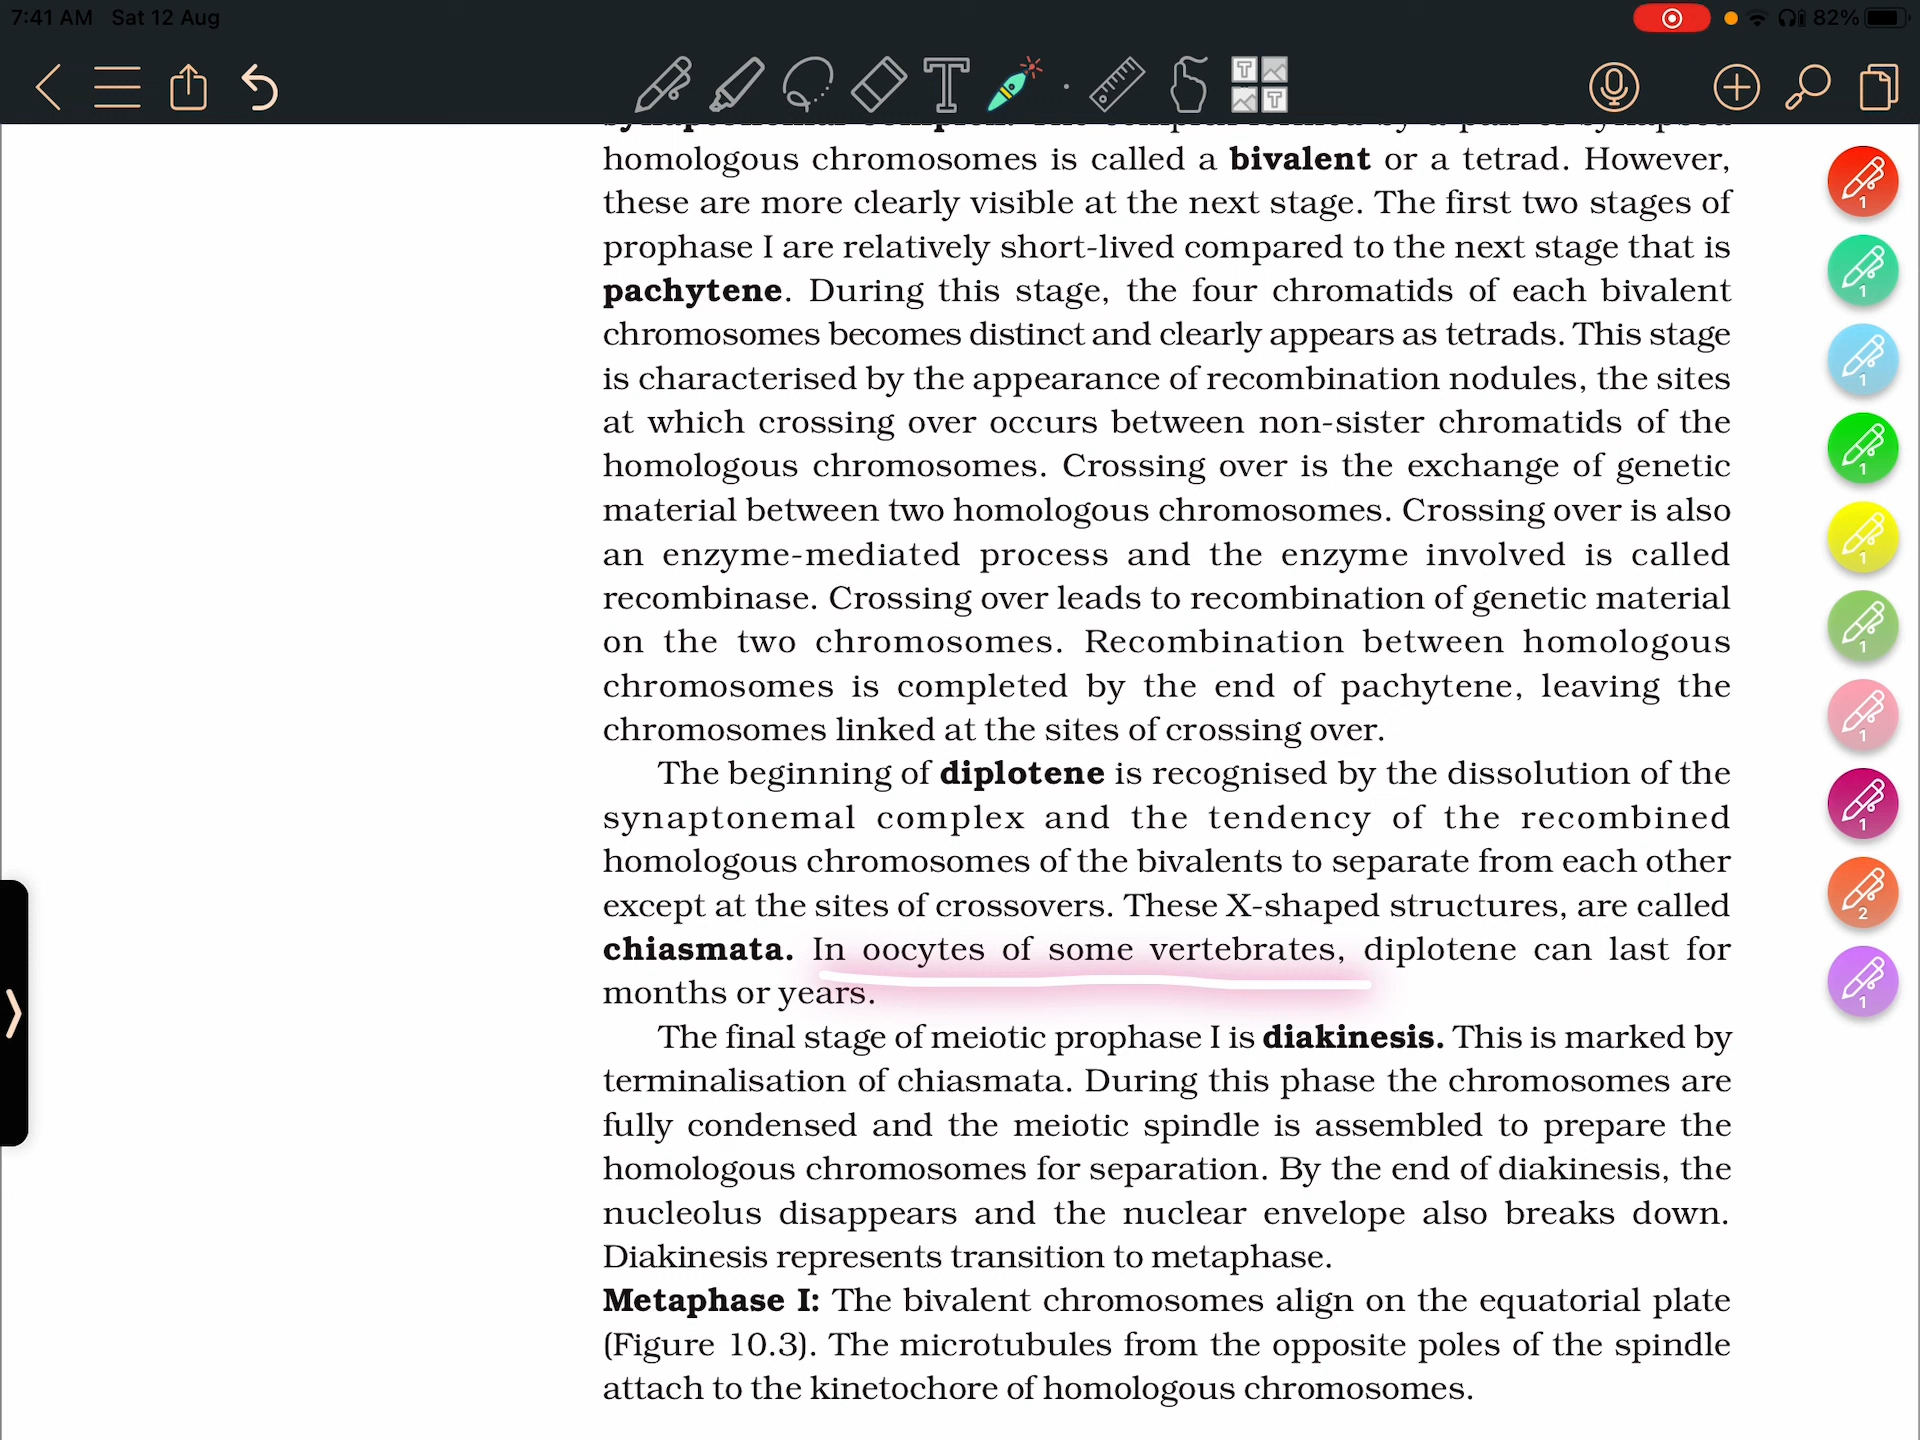 7:41 AM Sat 12 Aug
82%
homologous chromosomes is called a bivalent or a tetrad. However,
these are more clearly visible at the next stage. The first two stages of
prophase I are relatively short-lived compared to the next stage that is
pachytene. During this stage, the four chromatids of each bivalent
chromosomes becomes distinct and clearly appears as tetrads. This stage
is characterised by the appearance of recombination nodules, the sites
at which crossing over occurs between non-sister chromatids of the
homologous chromosomes. Crossing over is the exchange of genetic
material between two homologous chromosomes. Crossing over is also
an enzyme-mediated process and the enzyme involved is called
recombinase. Crossing over leads to recombination of genetic material
on the two chromosomes. Recombination between homologous
chromosomes is completed by the end of pachytene, leaving the
chromosomes linked at the sites of crossing over.
The beginning of diplotene is recognised by the dissolution of the
synaptonemal complex and the tendency of the recombined
homologous chromosomes of the bivalents to separate from each other
except at the sites of crossovers. These X-shaped structures, are called
chiasmata. In oocytes of some vertebrates, diplotene can last for
months or years.
The final stage of meiotic prophase I is diakinesis. This is marked by
terminalisation of chiasmata. During this phase the chromosomes are
fully condensed and the meiotic spindle is assembled to prepare the
homologous chromosomes for separation. By the end of diakinesis, the
nucleolus disappears and the nuclear envelope also breaks down.
Diakinesis represents transition to metaphase.
Metaphase I: The bivalent chromosomes align on the equatorial plate
(Figure 10.3). The microtubules from the opposite poles of the spindle
attach to the kinetochore of homologous chromosomes.
1
1
1
1
1
1
1
1
2
1